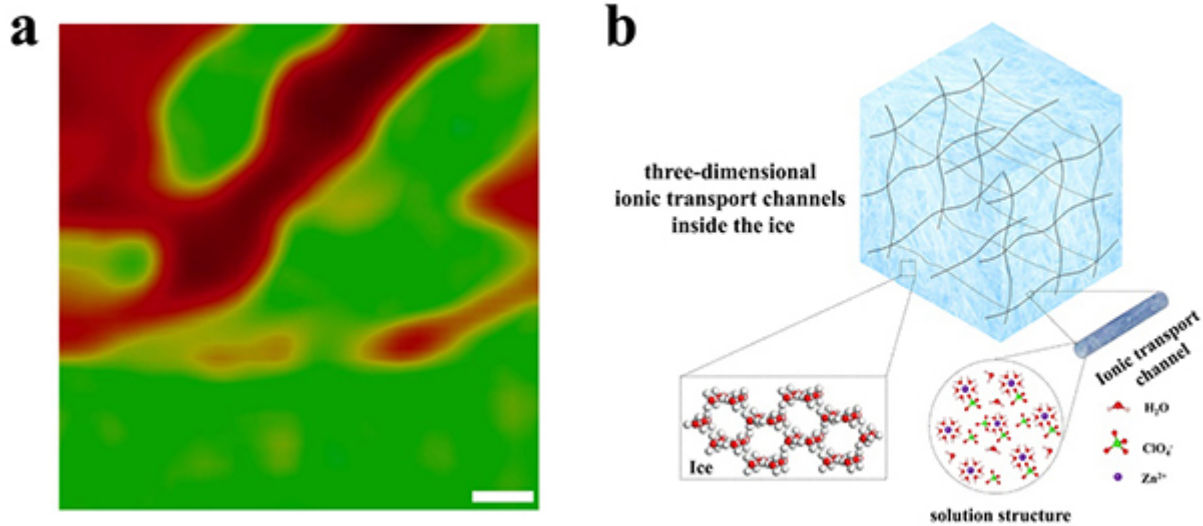 a
b
three-dimensional
ionic transport channels
inside the ice
Ionic transport
channel
H₂O
ClO₄⁻
Zn²⁺
Ice
solution structure